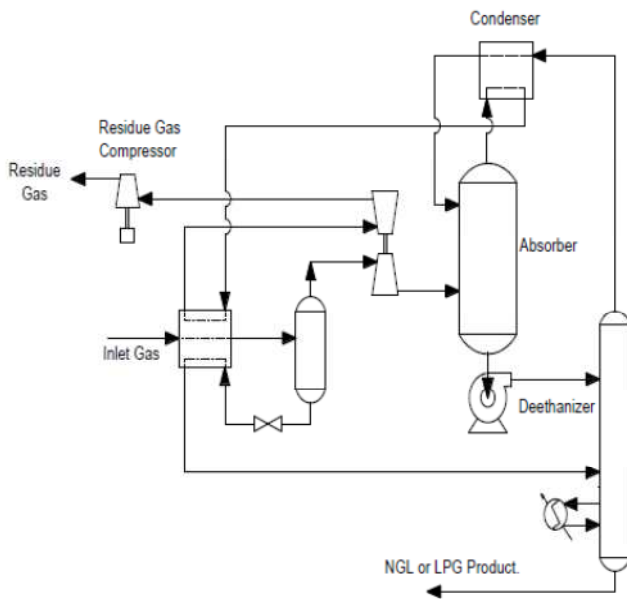 Condenser
Residue Gas
Compressor
Residue
Gas
Absorber
Inlet Gas
Deethanizer
NGL or LPG Product.